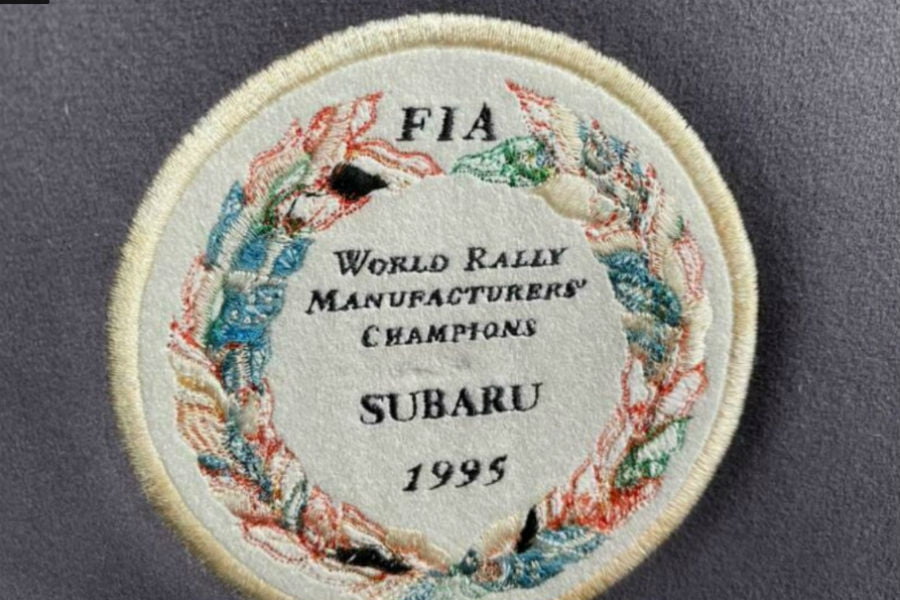 FIA
WORLD RALLY
MANUFACTURERS'
CHAMPIONS
SUBARU
1995